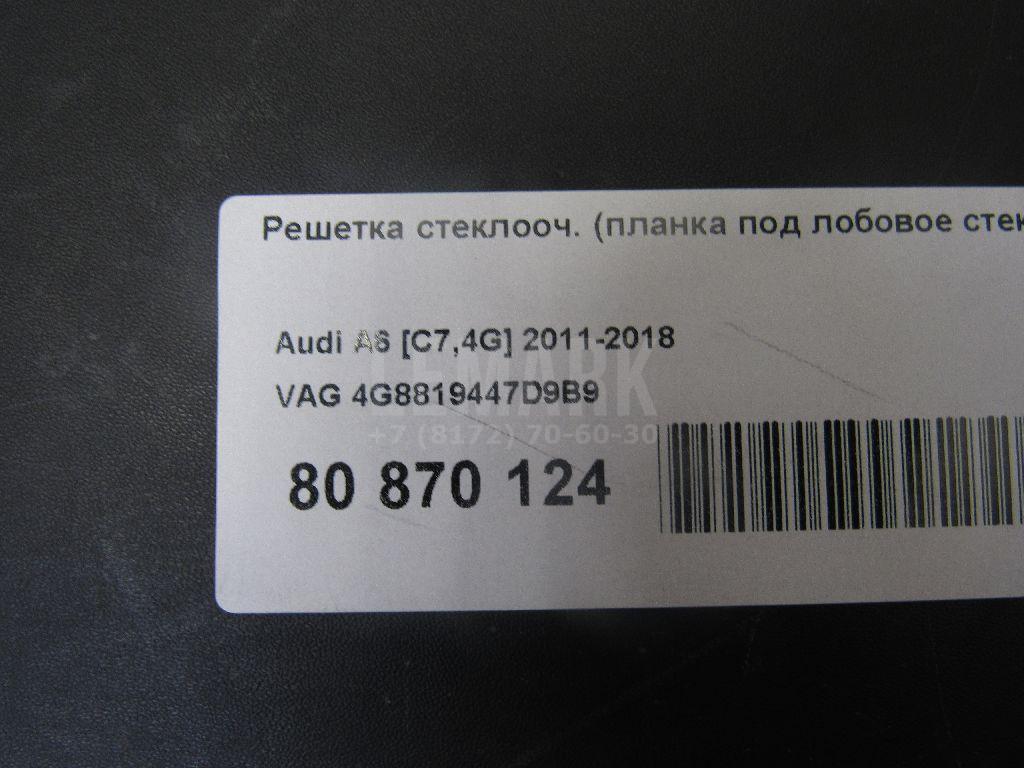 Решетка стеклооч. (планка под лобовое стек
Audi A6 [C7,4G] 2011-2018
VAG 4G8819447D9B9
LEMARK
+7 (8172) 70-60-30
80 870 124